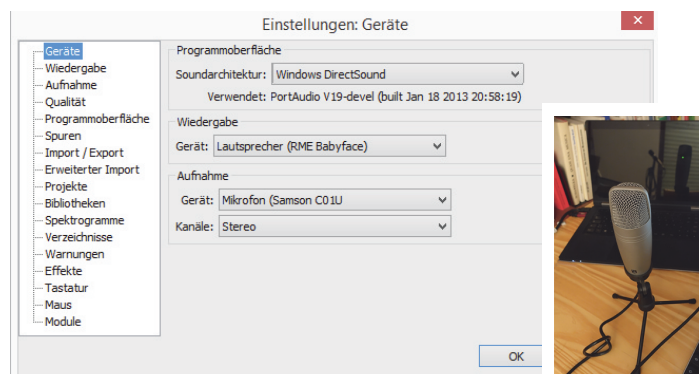 Einstellungen: Geräte
Geräte
Wiedergabe
Aufnahme
Qualität
Programmoberfläche
Spuren
Import / Export
Erweiterter Import
Projekte
Bibliotheken
Spektrogramme
Verzeichnisse
Warnungen
Effekte
Tastatur
Maus
Module
Programmoberfläche
Soundarchitektur: Windows DirectSound
Verwendet: PortAudio V19-devel (built Jan 18 2013 20:58:19)
Wiedergabe
Gerät: Lautsprecher (RME Babyface)
Aufnahme
Gerät: Mikrofon (Samson C01U
Kanäle: Stereo
OK